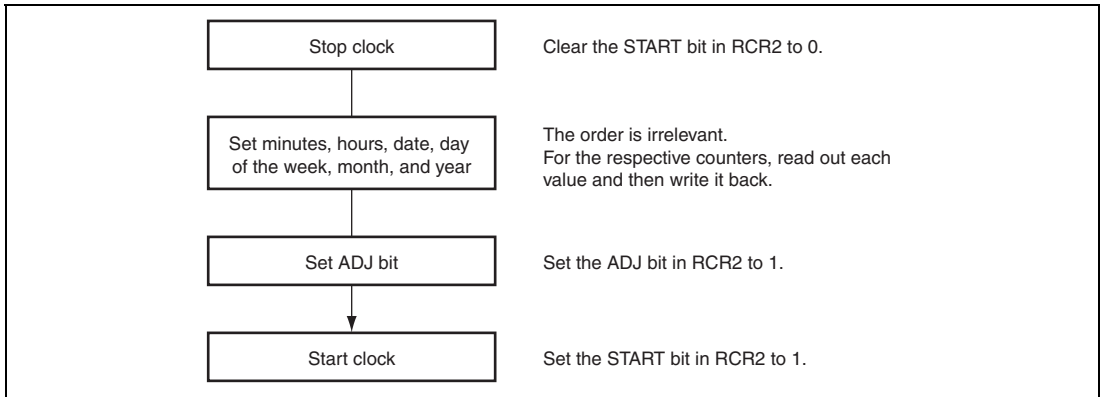 Stop clock
Clear the START bit in RCR2 to 0.
Set minutes, hours, date, day
of the week, month, and year
The order is irrelevant.
For the respective counters, read out each
value and then write it back.
Set ADJ bit
Set the ADJ bit in RCR2 to 1.
Start clock
Set the START bit in RCR2 to 1.